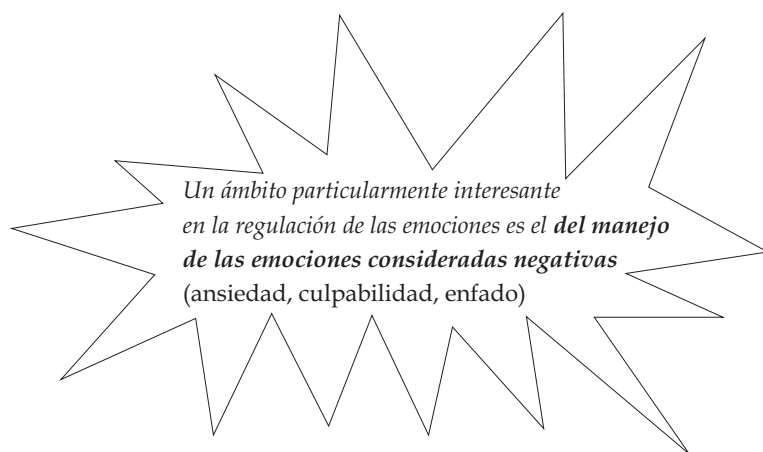 Un ámbito particularmente interesante
en la regulación de las emociones es el del manejo
de las emociones consideradas negativas
(ansiedad, culpabilidad, enfado)